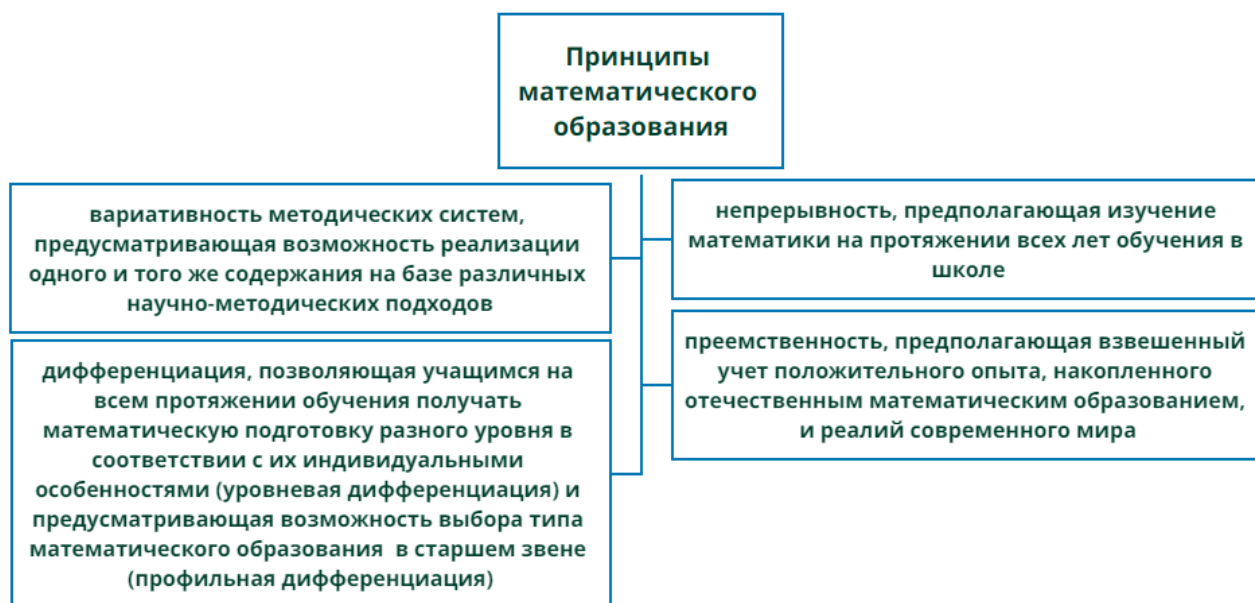 Принципы
математического
образования
вариативность методических систем,
предусматривающая возможность реализации
одного и того же содержания на базе различных
научно-методических подходов
непрерывность, предполагающая изучение
математики на протяжении всех лет обучения в
школе
дифференциация, позволяющая учащимся на
всем протяжении обучения получать
математическую подготовку разного уровня в
соответствии с их индивидуальными
особенностями (уровневая дифференциация) и
предусматривающая возможность выбора типа
математического образования в старшем звене
(профильная дифференциация)
преемственность, предполагающая взвешенный
учет положительного опыта, накопленного
отечественным математическим образованием,
и реалий современного мира